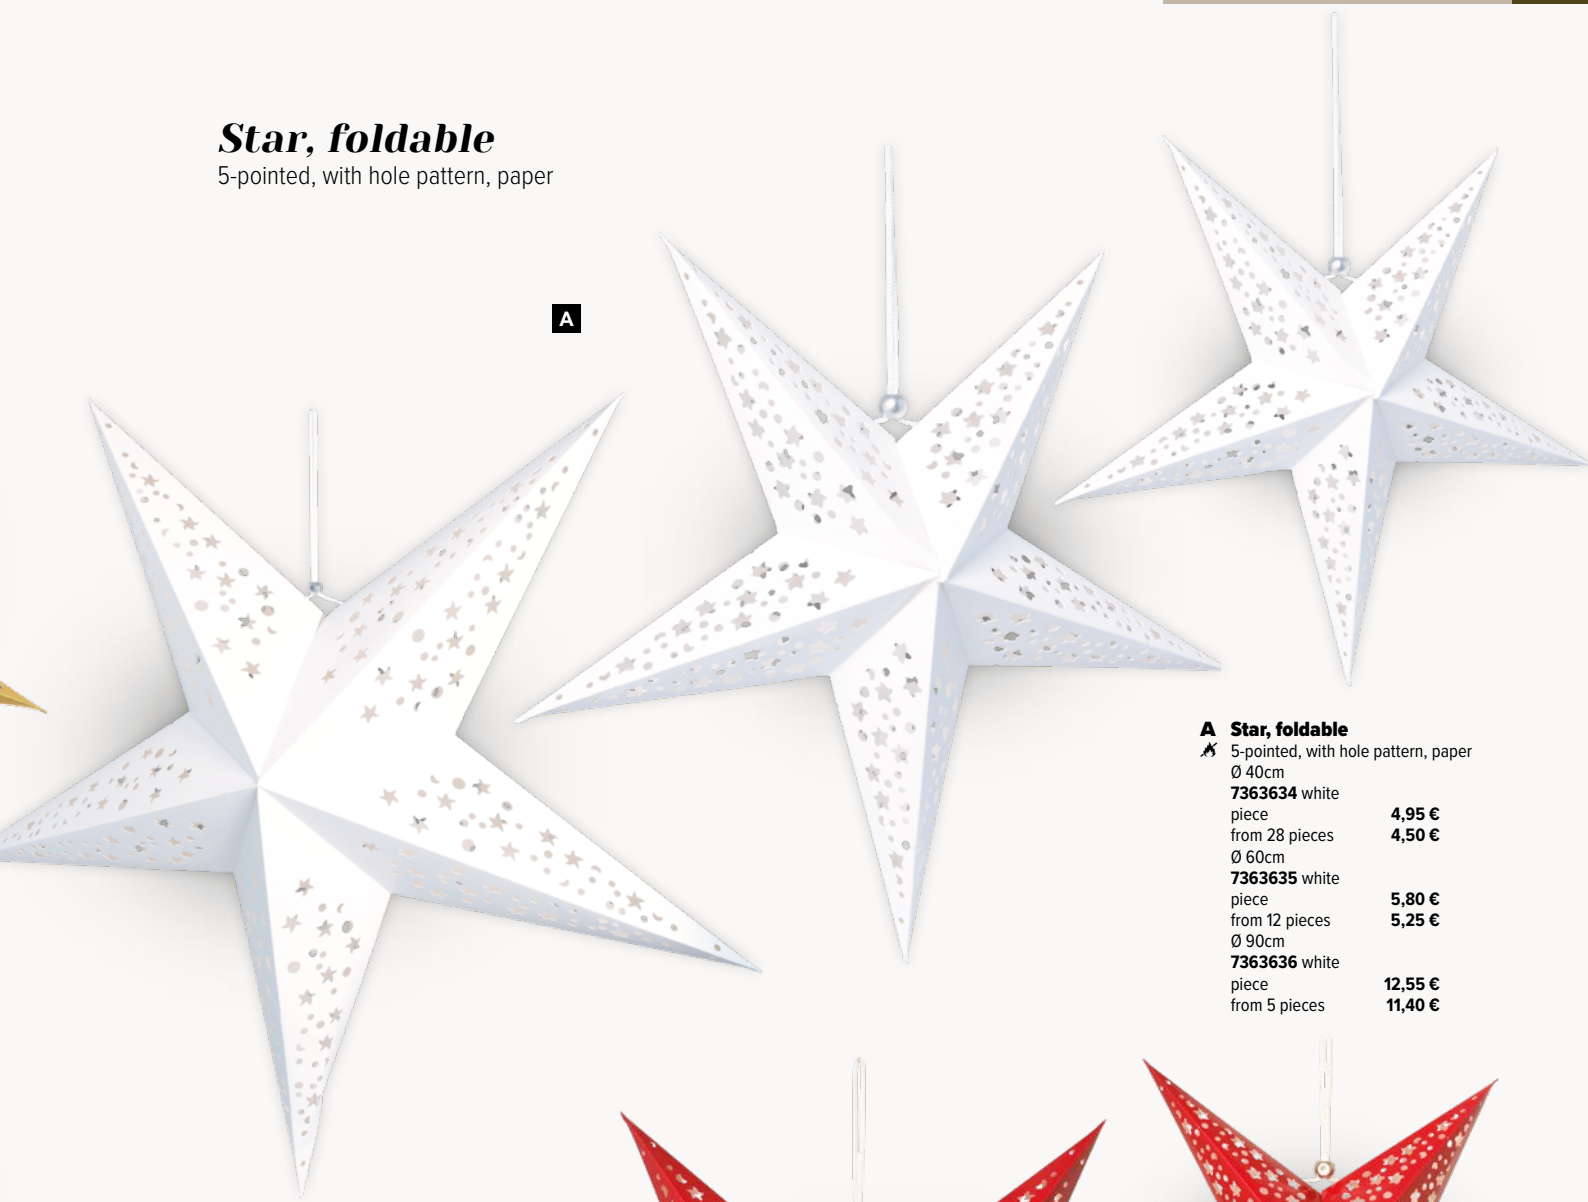 Star, foldable
5-pointed, with hole pattern, paper
A
A Star, foldable
5-pointed, with hole pattern, paper
Ø 40cm
7363634 white
piece 4,95 €
from 28 pieces 4,50 €
Ø 60cm
7363635 white
piece 5,80 €
from 12 pieces 5,25 €
Ø 90cm
7363636 white
piece 12,55 €
from 5 pieces 11,40 €